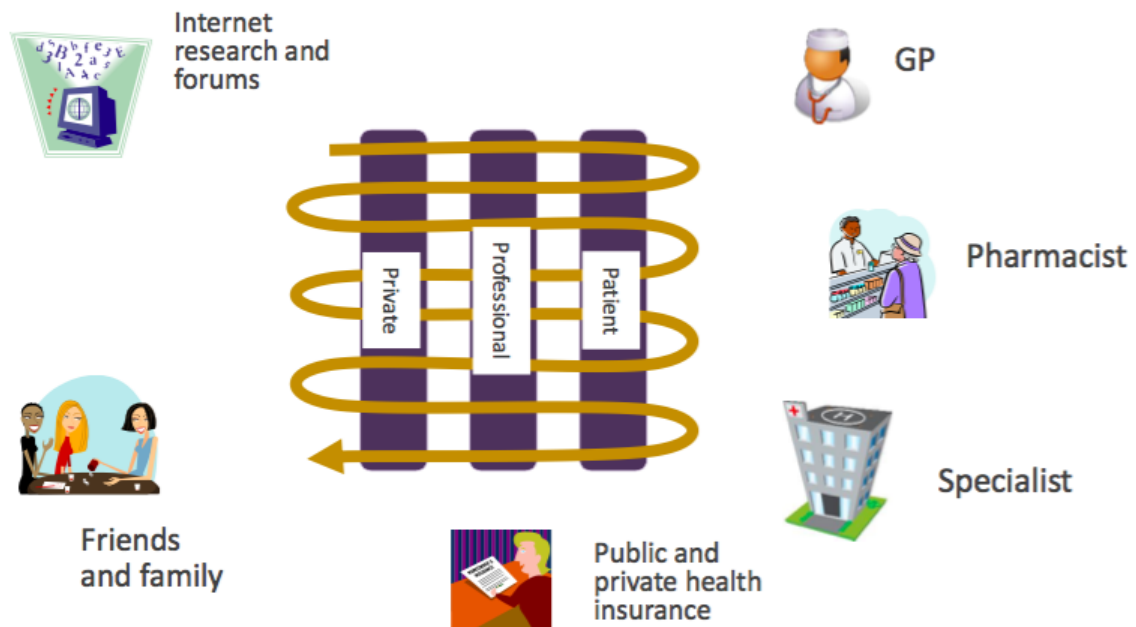 Internet
research and
forums
GP
Private
Professional
Patient
Pharmacist
Specialist
Friends
and family
Public and
private health
insurance